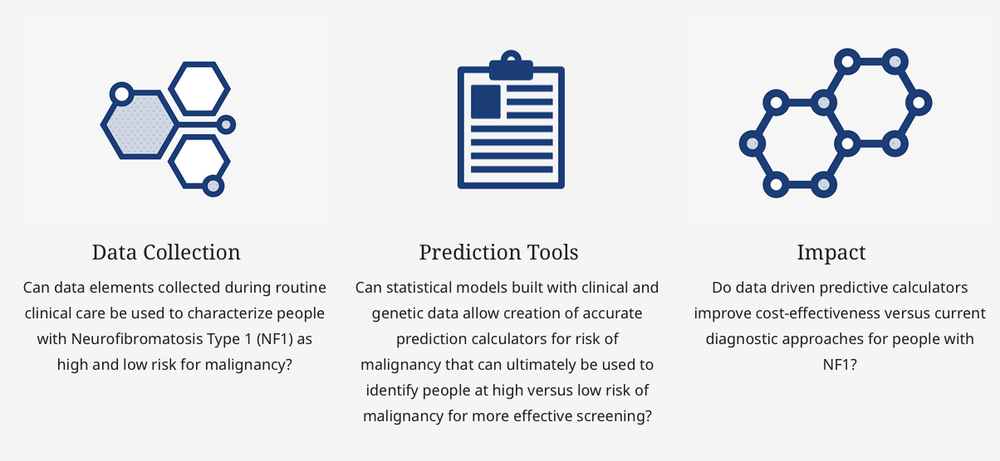 Data Collection
Can data elements collected during routine
clinical care be used to characterize people
with Neurofibromatosis Type 1 (NF1) as
high and low risk for malignancy?
Prediction Tools
Can statistical models built with clinical and
genetic data allow creation of accurate
prediction calculators for risk of
malignancy that can ultimately be used to
identify people at high versus low risk of
malignancy for more effective screening?
Impact
Do data driven predictive calculators
improve cost-effectiveness versus current
diagnostic approaches for people with
NF1?